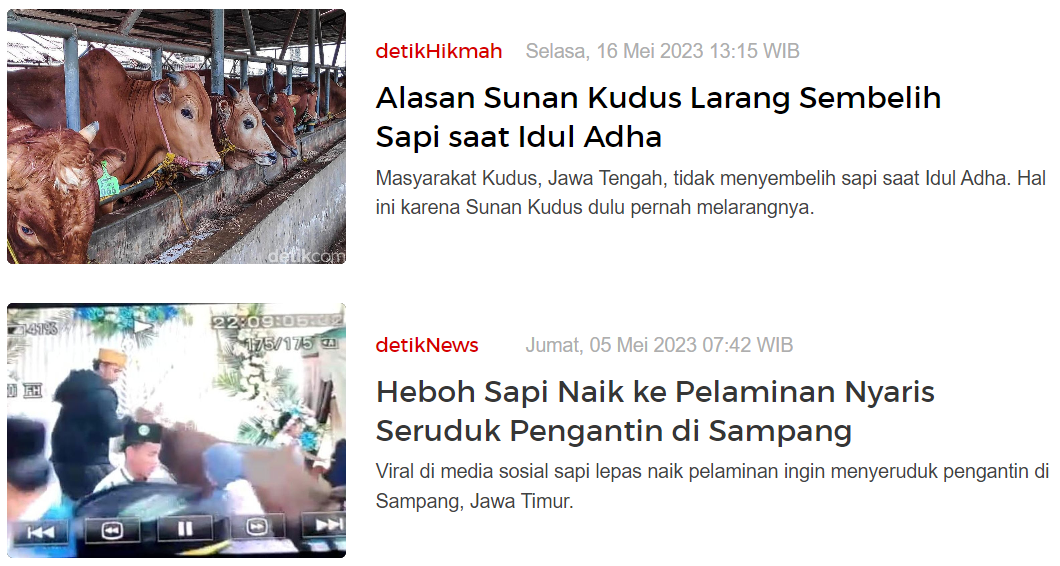 detikHikmah Selasa, 16 Mei 2023 13:15 WIB
Alasan Sunan Kudus Larang Sembelih
Sapi saat Idul Adha
Masyarakat Kudus, Jawa Tengah, tidak menyembelih sapi saat Idul Adha. Hal
ini karena Sunan Kudus dulu pernah melarangnya.
detikcom
41%
22:09:05:32
175/175
detikNews Jumat, 05 Mei 2023 07:42 WIB
Heboh Sapi Naik ke Pelaminan Nyaris
Seruduk Pengantin di Sampang
Viral di media sosial sapi lepas naik pelaminan ingin menyeruduk pengantin di
Sampang, Jawa Timur.